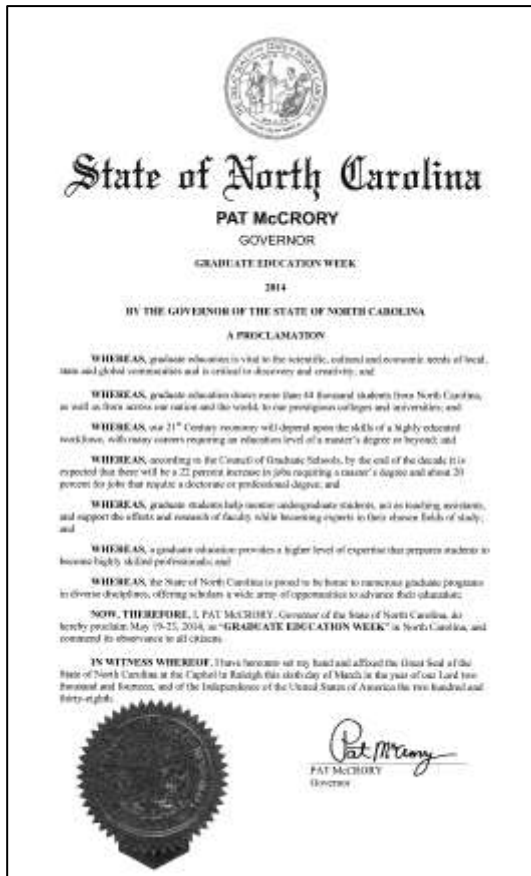 State of North Carolina
PAT McCRORY
GOVERNOR
GRADUATE EDUCATION WEEK
2014
BY THE GOVERNOR OF THE STATE OF NORTH CAROLINA
A PROCLAMATION
WHEREAS, graduate education is vital to the scientific, cultural and economic needs of local,
state and global communities and is critical to discovery and creativity; and
WHEREAS, graduate education draws more than 44 thousand students from North Carolina,
as well as from across our nation and the world, to our prestigious colleges and universities; and
WHEREAS, our 21st Century economy will depend upon the skills of a highly educated
workforce, with many careers requiring an education level of a master's degree or beyond; and
WHEREAS, according to the Council of Graduate Schools, by the end of the decade it is
expected that there will be a 22 percent increase in jobs requiring a master's degree and about 20
percent for jobs that require a doctorate or professional degree; and
WHEREAS, graduate students help mentor undergraduate students, act as teaching assistants,
and support the efforts and research of faculty while becoming experts in their chosen fields of study;
and
WHEREAS, a graduate education provides a higher level of expertise that prepares students to
become highly skilled professionals; and
WHEREAS, the State of North Carolina is proud to be home to numerous graduate programs
in diverse disciplines, offering scholars a wide array of opportunities to advance their education;
NOW, THEREFORE, I, PAT McCRORY, Governor of the State of North Carolina, do
hereby proclaim May 19-23, 2014, as "GRADUATE EDUCATION WEEK" in North Carolina, and
commend its observance to all citizens.
IN WITNESS WHEREOF, I have hereunto set my hand and affixed the Great Seal of the
State of North Carolina at the Capitol in Raleigh this sixth day of March in the year of our Lord two
thousand and fourteen, and of the Independence of the United States of America the two hundred and
thirty-eighth.
Pat McCrory
PAT McCRORY
Governor